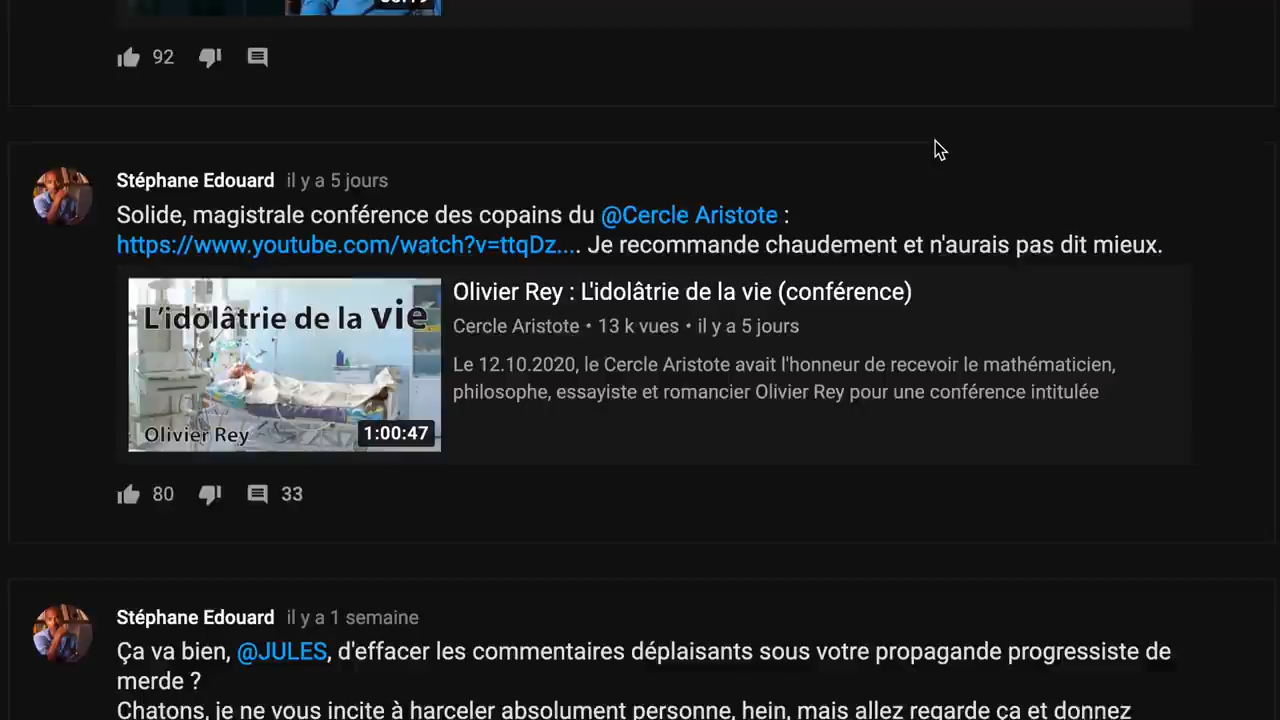 92
Stéphane Edouard il y a 5 jours
Solide, magistrale conférence des copains du @Cercle Aristote :
https://www.youtube.com/watch?v=ttqDz.... Je recommande chaudement et n'aurais pas dit mieux.
L'idolâtrie de la vie
Olivier Rey
1:00:47
Olivier Rey : L'idolâtrie de la vie (conférence)
Cercle Aristote • 13 k vues • il y a 5 jours
Le 12.10.2020, le Cercle Aristote avait l'honneur de recevoir le mathématicien,
philosophe, essayiste et romancier Olivier Rey pour une conférence intitulée
80 33
Stéphane Edouard il y a 1 semaine
Ça va bien, @JULES, d'effacer les commentaires déplaisants sous votre propagande progressiste de
merde ?
Chatons, je ne vous incite à harceler absolument personne, hein, mais allez regarde ça et donnez